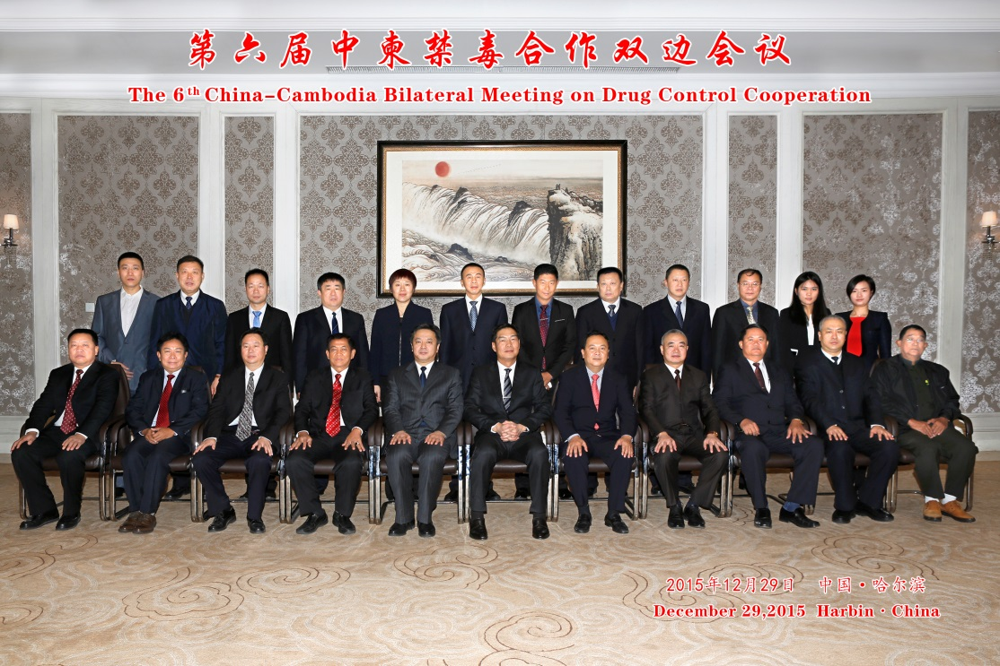 第六届中柬禁毒合作双边会议
The 6th China-Cambodia Bilateral Meeting on Drug Control Cooperation
2015年12月29日 中国·哈尔滨
December 29,2015 Harbin·China